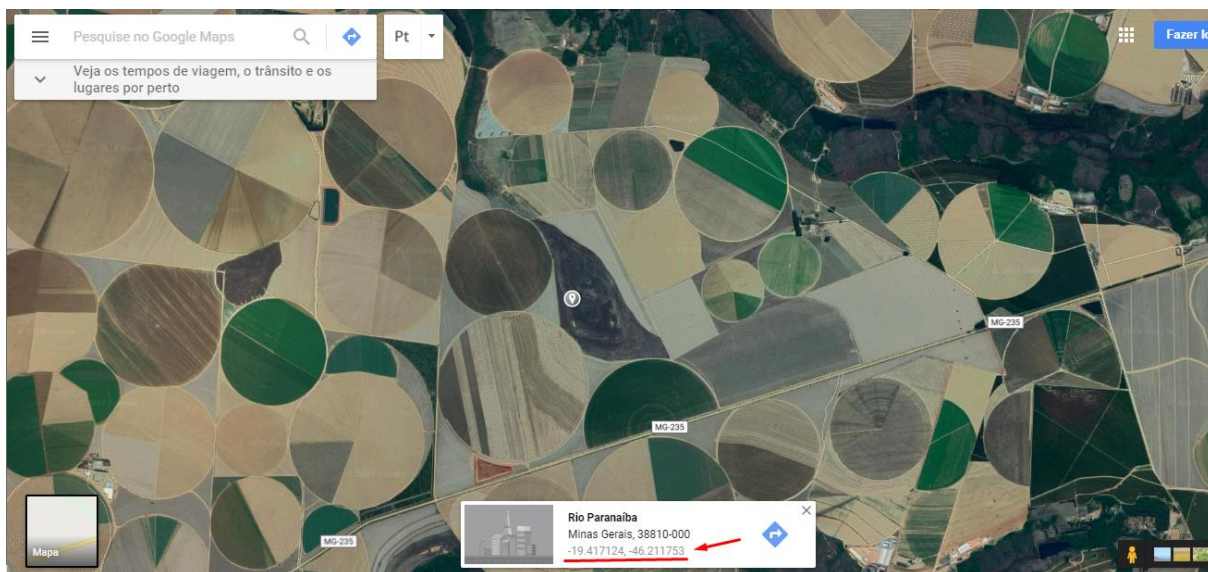 Pesquise no Google Maps
Pt
Fazer lo
Veja os tempos de viagem, o trânsito e os
lugares por perto
MG-235
MG-235
MG-235
Mapa
Rio Paranaíba
Minas Gerais, 38810-000
-19.417124, -46.211753